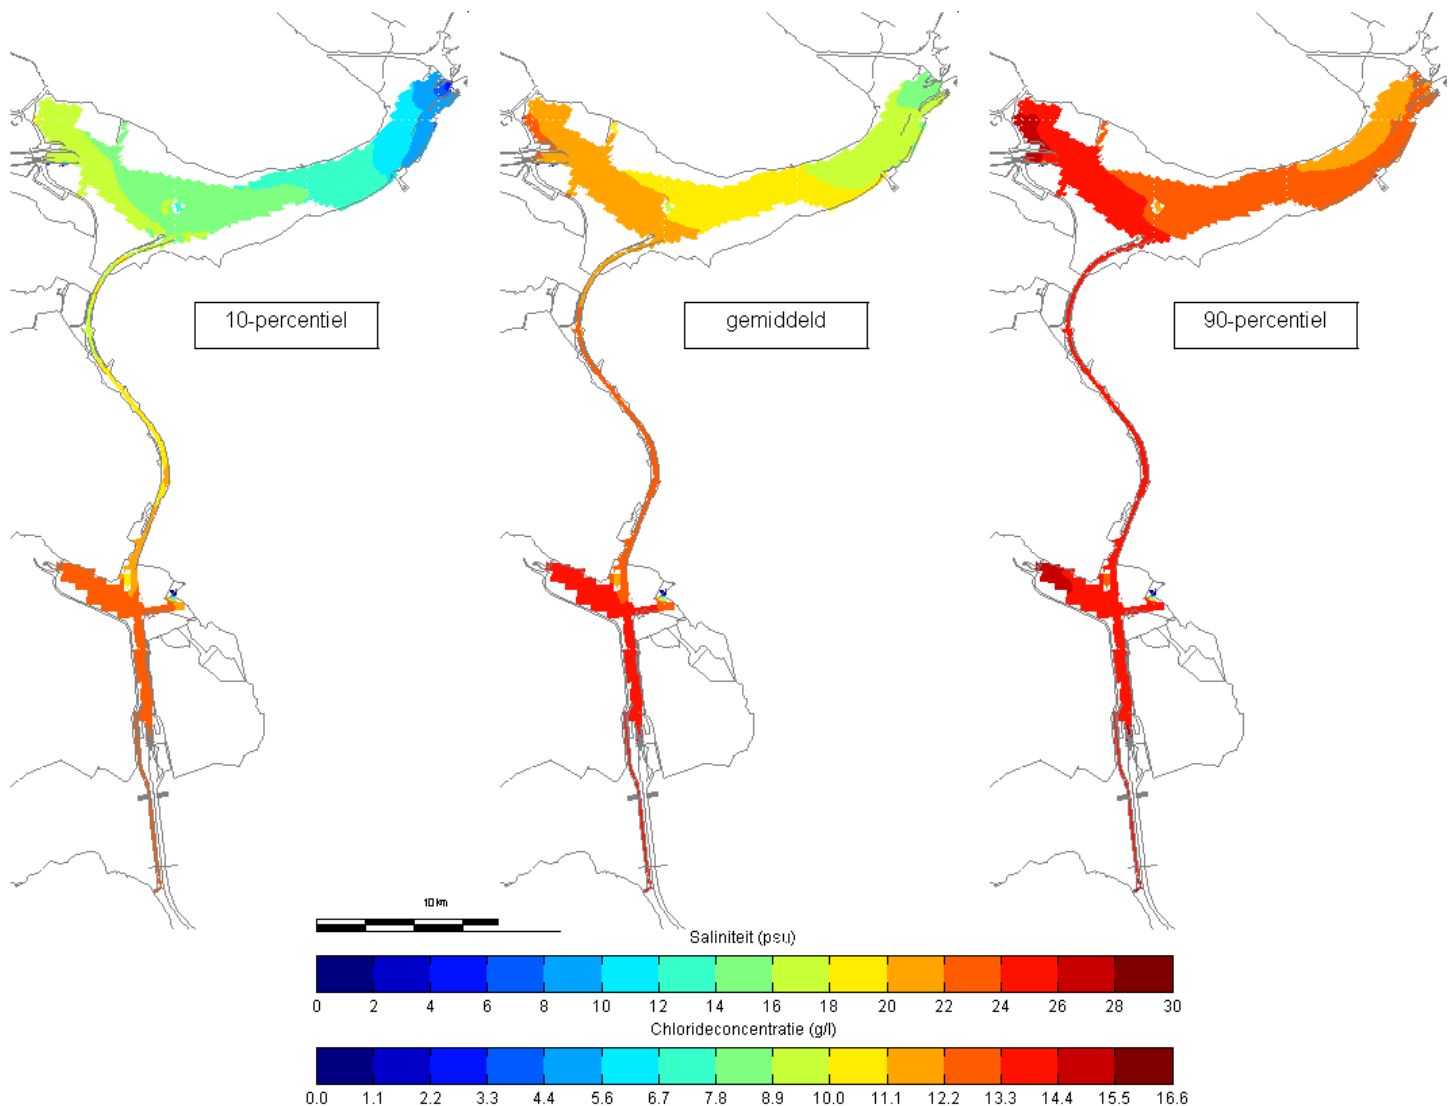 10-percentiel
gemiddeld
90-percentiel
10 km
Saliniteit (psu)
0 2 4 6 8 10 12 14 16 18 20 22 24 26 28 30
Chlorideconcentratie (g/l)
0.0 1.1 2.2 3.3 4.4 5.6 6.7 7.8 8.9 10.0 11.1 12.2 13.3 14.4 15.5 16.6